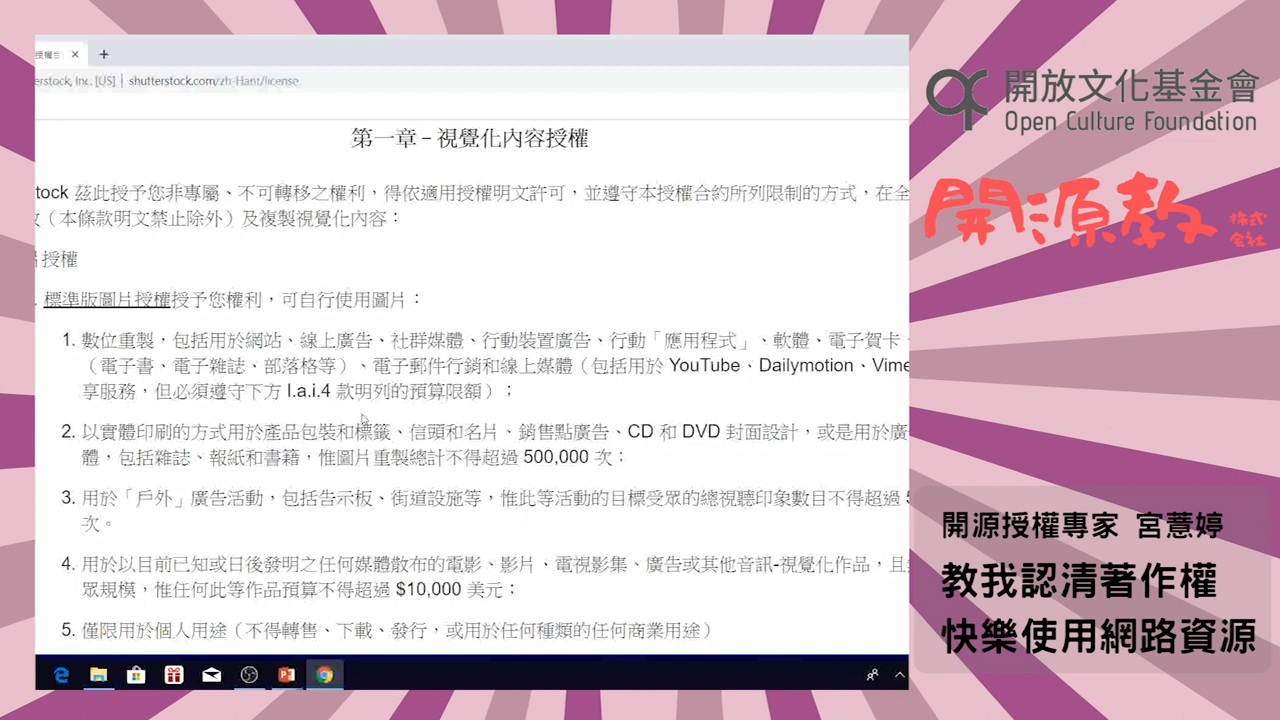 授權合
erstock, Inc. [US] | shutterstock.com/zh-Hant/license
第一章 – 視覺化內容授權
tock 茲此授予您非專屬、不可轉移之權利，得依適用授權明文許可，並遵守本授權合約所列限制的方式，在全
（本條款明文禁止除外）及複製視覺化內容：
授權
標準版圖片授權授予您權利，可自行使用圖片：
1. 數位重製，包括用於網站、線上廣告、社群媒體、行動裝置廣告、行動「應用程式」、軟體、電子賀卡、
（電子書、電子雜誌、部落格等）、電子郵件行銷和線上媒體（包括用於 YouTube、Dailymotion、Vime
享服務，但必須遵守下方 I.a.i.4 款明列的預算限額）；
2. 以實體印刷的方式用於產品包裝和標籤、信頭和名片、銷售點廣告、CD 和 DVD 封面設計，或是用於廣
體，包括雜誌、報紙和書籍，惟圖片重製總計不得超過 500,000 次；
3. 用於「戶外」廣告活動，包括告示板、街道設施等，惟此等活動的目標受眾的總視聽印象數目不得超過 5
次。
4. 用於以目前已知或日後發明之任何媒體散布的電影、影片、電視影集、廣告或其他音訊-視覺化作品，且
眾規模，惟任何此等作品預算不得超過 $10,000 美元；
5. 僅限用於個人用途（不得轉售、下載、發行，或用於任何種類的任何商業用途）
開放文化基金會
Open Culture Foundation
開源教 株式会社
開源授權專家 宮薏婷
教我認清著作權
快樂使用網路資源